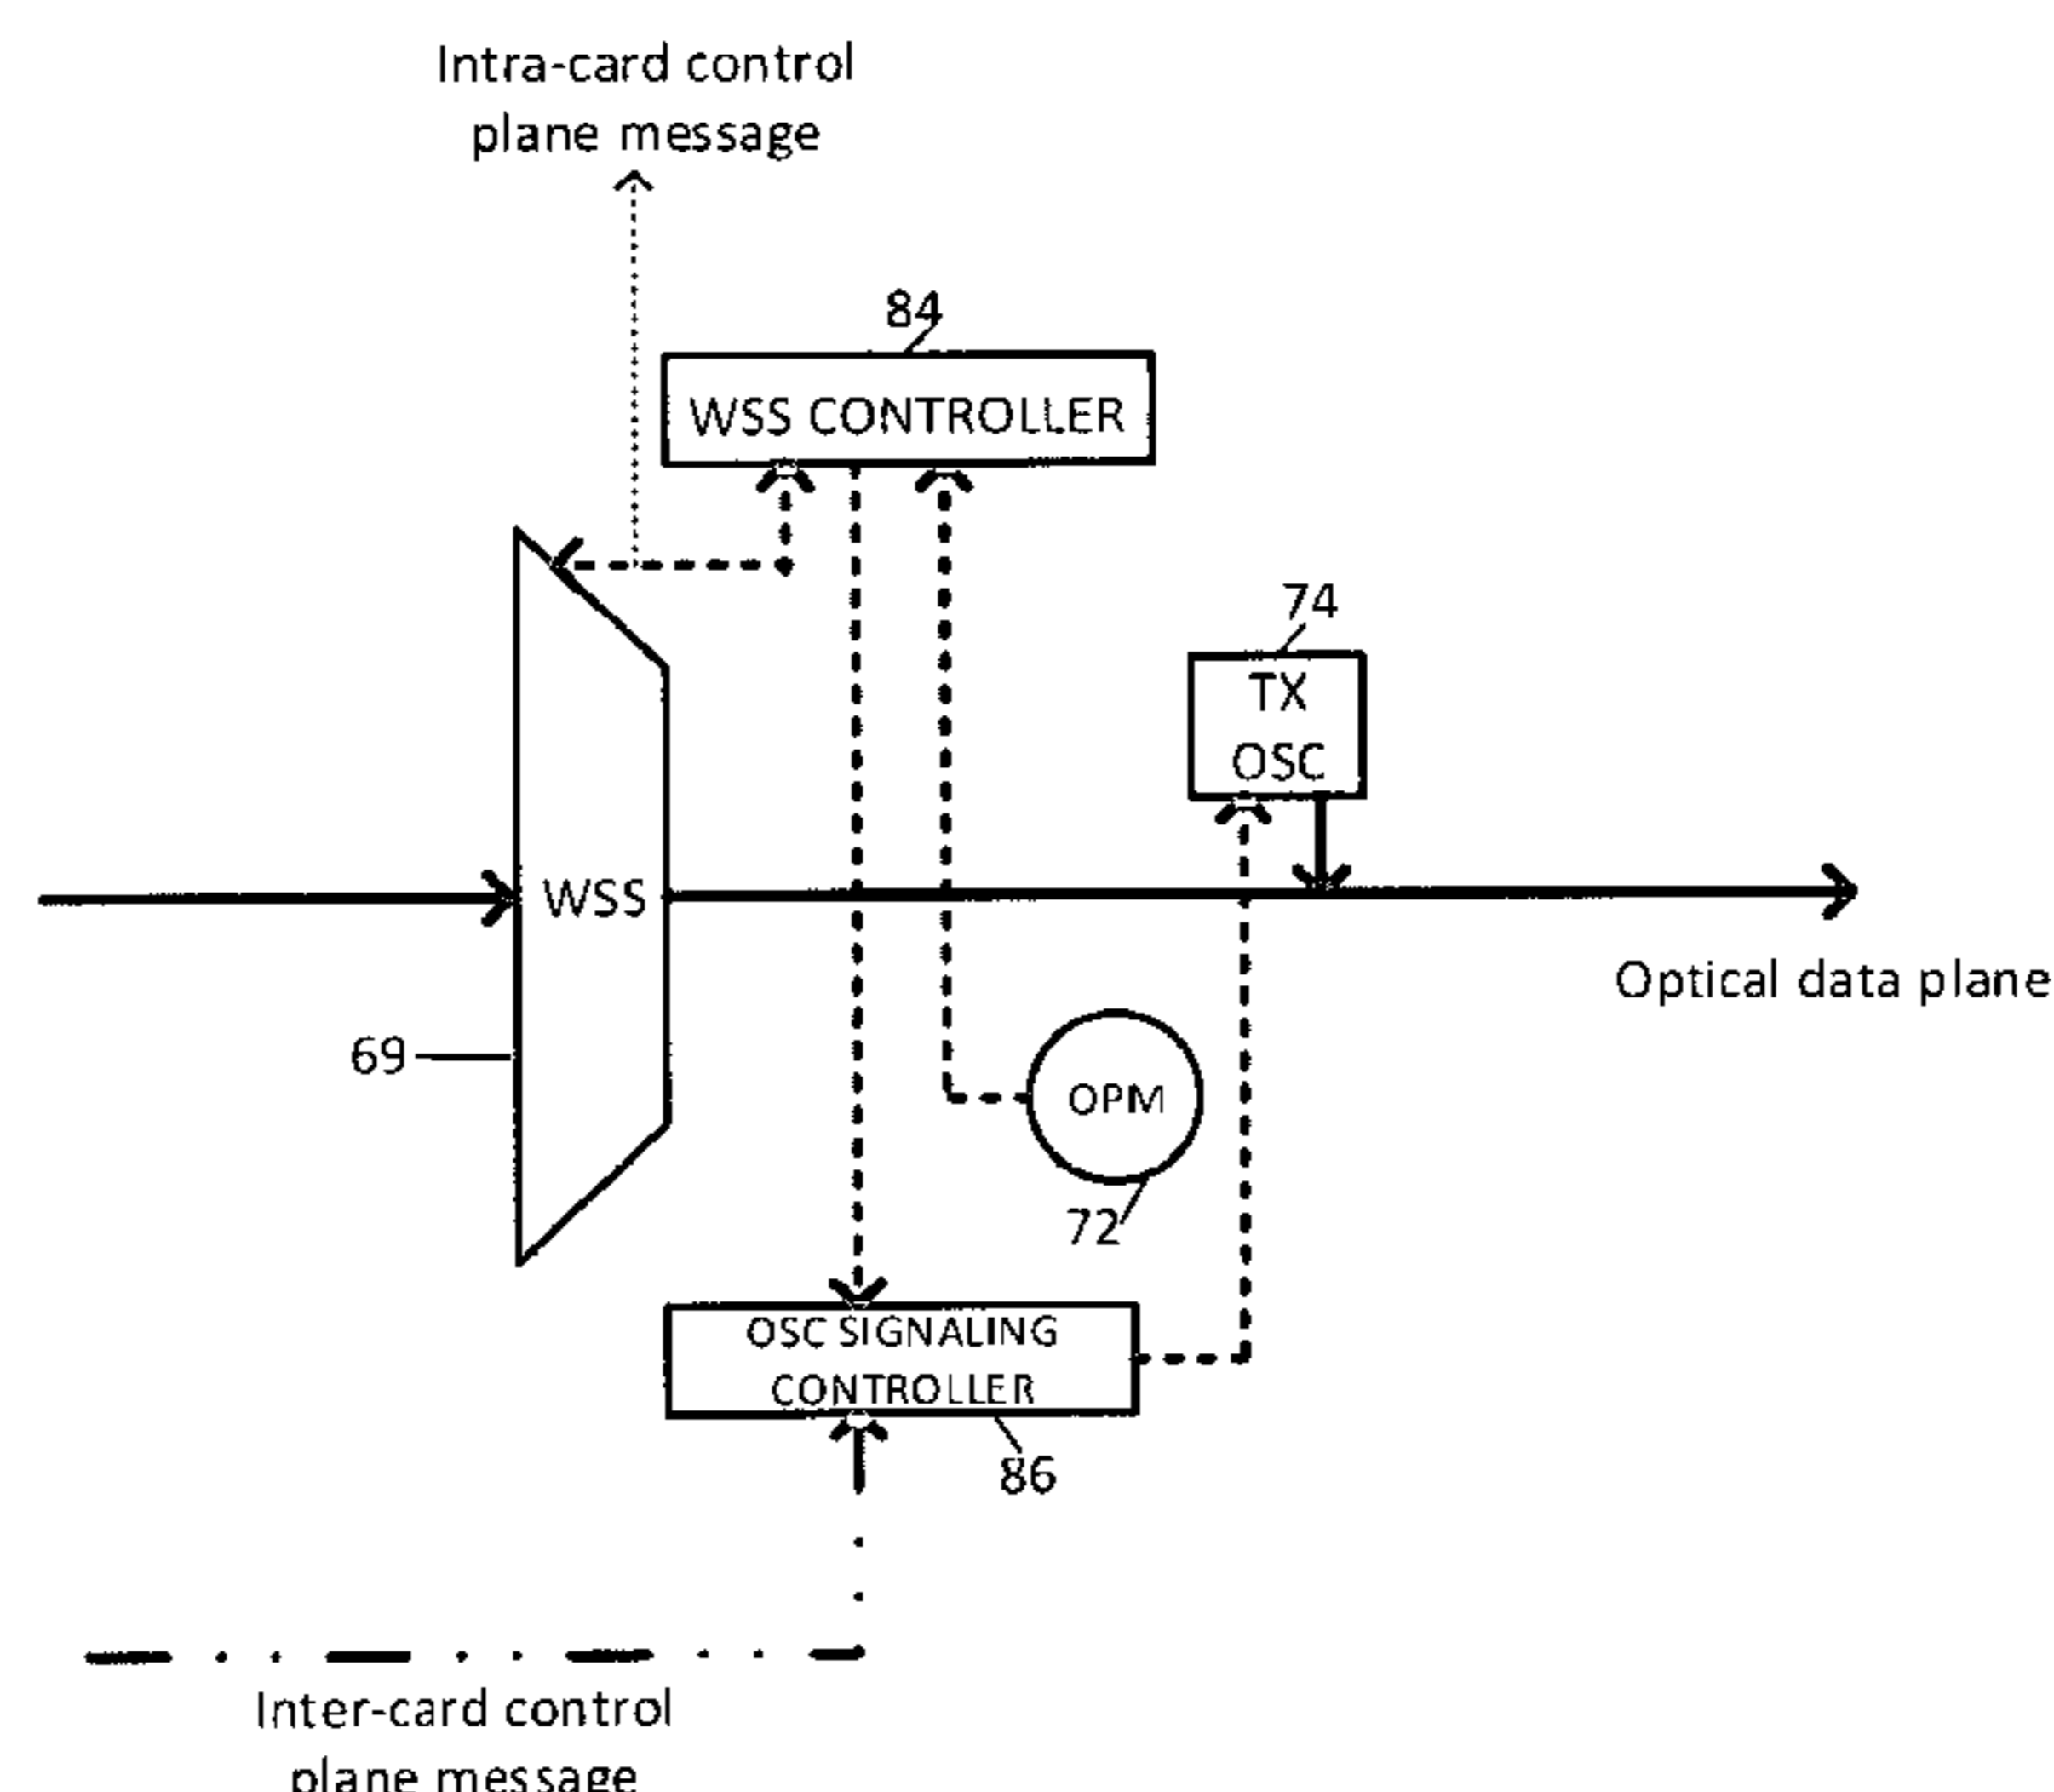 Intra-card control
plane message
84
WSS CONTROLLER
74
TX
OSC
WSS
Optical data plane
69
OPM
72
OSC SIGNALING
CONTROLLER
86
Inter-card control
plane message